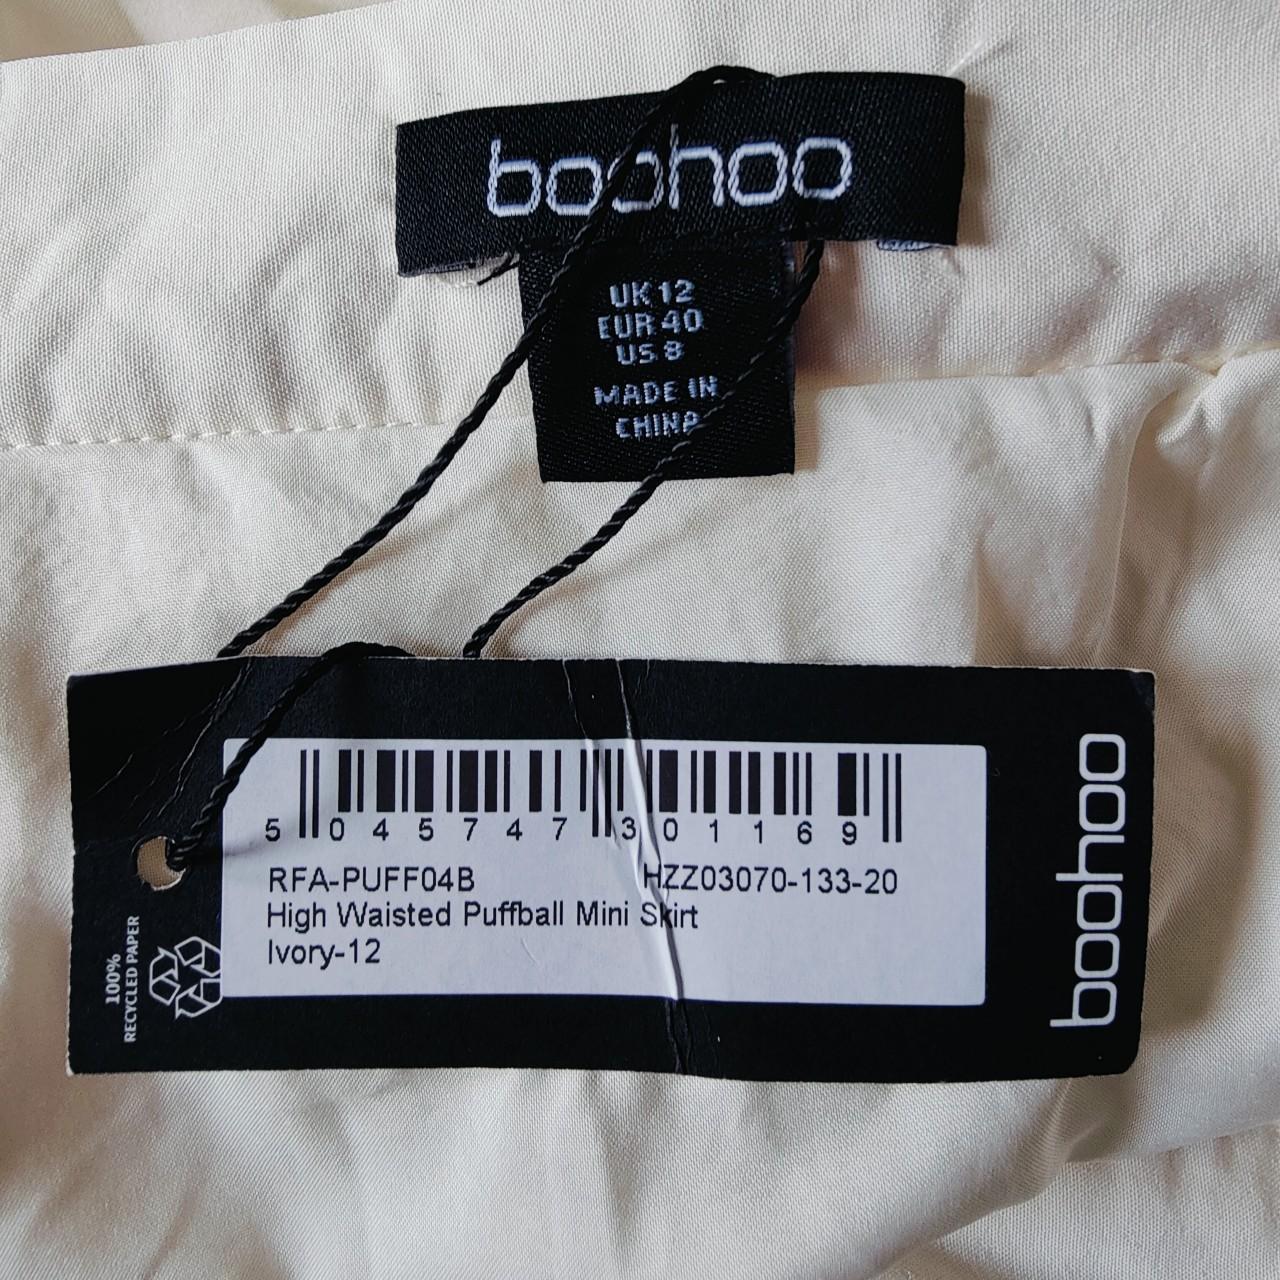 boohoo
UK 12
EUR 40
US 8
MADE IN
CHINA
5 045747 301169
RFA-PUFF04B HZZ03070-133-20
High Waisted Puffball Mini Skirt
Ivory-12
100%
RECYCLED PAPER
boohoo